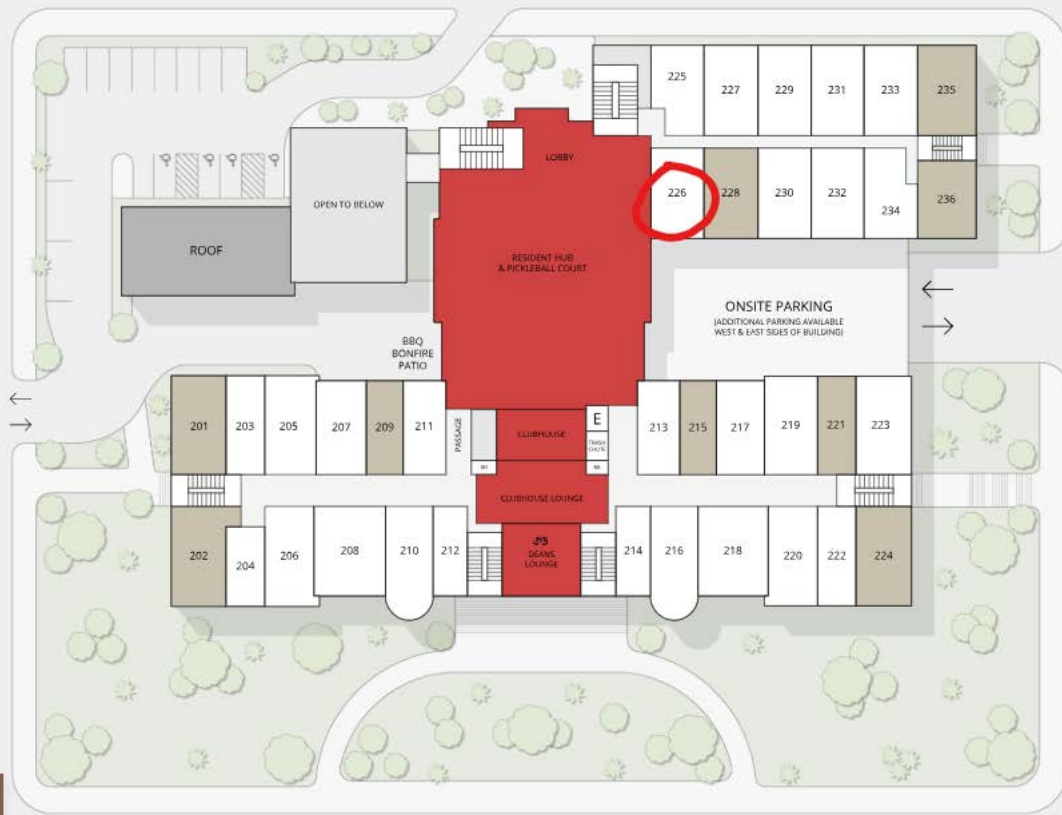 225
227
229
231
233
235
LOBBY
226
228
230
232
234
236
OPEN TO BELOW
ROOF
RESIDENT HUB
& PICKLEBALL COURT
ONSITE PARKING
(ADDITIONAL PARKING AVAILABLE
WEST & EAST SIDES OF BUILDING)
BBQ
BONFIRE
PATIO
201
203
205
207
209
211
PASSAGE
CLUBHOUSE
E
TRASH
CHUTE
213
215
217
219
221
223
CLUBHOUSE LOUNGE
202
204
206
208
210
212
DEANS
LOUNGE
214
216
218
220
222
224